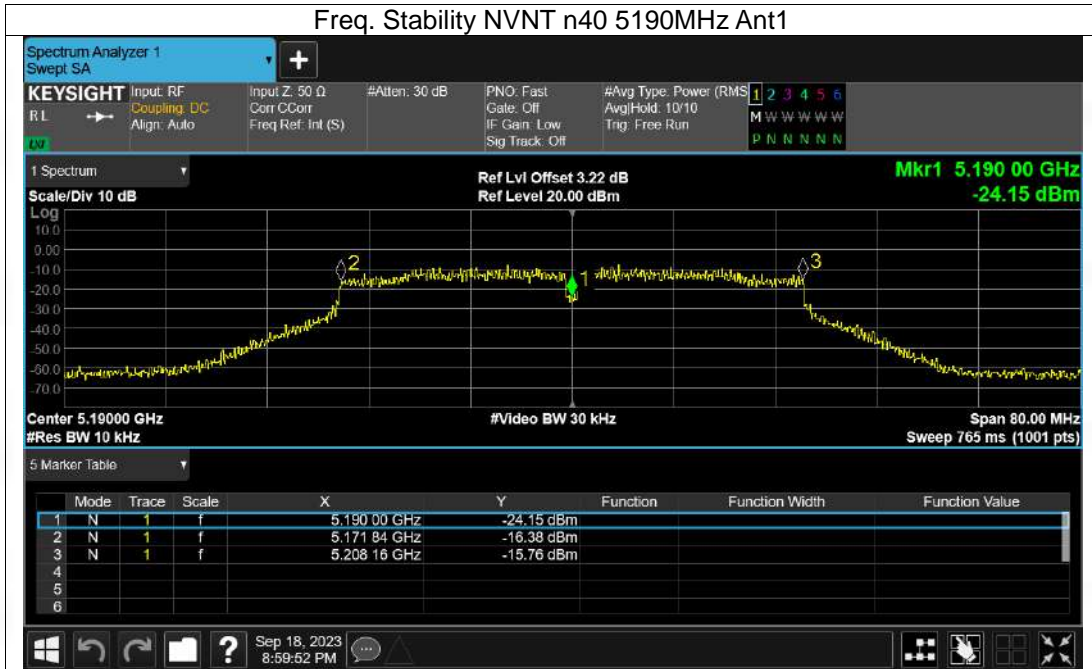 Freq. Stability NVNT n40 5190MHz Ant1
Spectrum Analyzer 1
Swept SA
+
KEYSIGHT Input: RF Input Z: 50 Ω #Atten: 30 dB PNO: Fast #Avg Type: Power (RMS 1 2 3 4 5 6
RL Coupling: DC Corr CCorr Gate: Off Avg|Hold: 10/10 M W W W W W
Align: Auto Freq Ref: Int (S) IF Gain: Low Trig: Free Run
LXI Sig Track: Off P N N N N N
1 Spectrum Ref Lvl Offset 3.22 dB Mkr1 5.190 00 GHz
Scale/Div 10 dB Ref Level 20.00 dBm -24.15 dBm
Log
10.0
0.00
-10.0 2 3
-20.0 1
-30.0
-40.0
-50.0
-60.0
-70.0
Center 5.19000 GHz #Video BW 30 kHz Span 80.00 MHz
#Res BW 10 kHz Sweep 765 ms (1001 pts)
5 Marker Table
Mode Trace Scale X Y Function Function Width Function Value
1 N 1 f 5.190 00 GHz -24.15 dBm
2 N 1 f 5.171 84 GHz -16.38 dBm
3 N 1 f 5.208 16 GHz -15.76 dBm
4
5
6
? Sep 18, 2023
8:59:52 PM